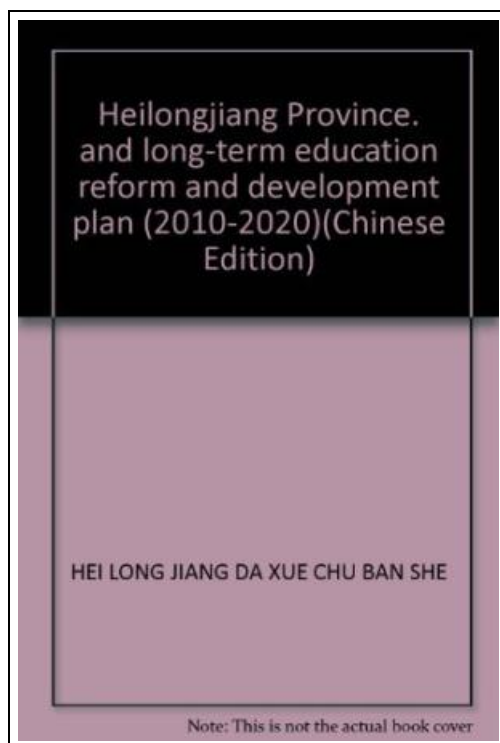 Heilongjiang Province.
and long-term education
reform and development
plan (2010-2020)(Chinese
Edition)
HEI LONG JIANG DA XUE CHU BAN SHE
Note: This is not the actual book cover